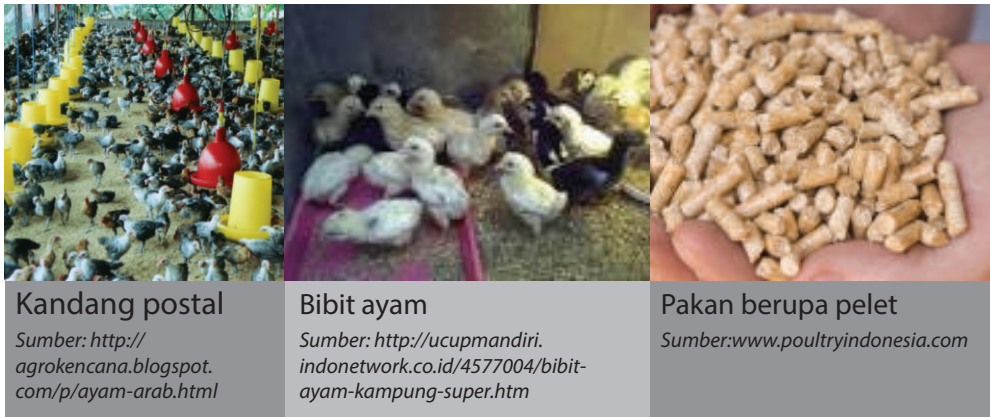 Kandang postal
Sumber: http://
agrokencana.blogspot.
com/p/ayam-arab.html
Bibit ayam
Sumber: http://ucupmandiri.
indonetwork.co.id/4577004/bibit-
ayam-kampung-super.htm
Pakan berupa pelet
Sumber:www.poultryindonesia.com